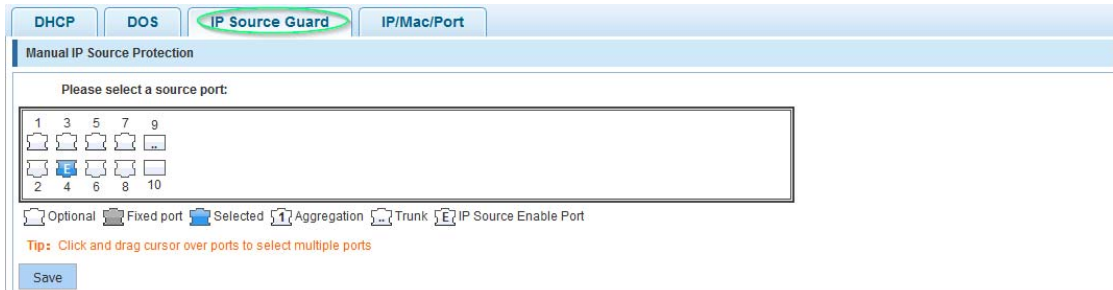 DHCP DOS IP Source Guard IP/Mac/Port
Manual IP Source Protection
Please select a source port:
1 3 5 7 9
..
E
2 4 6 8 10
Optional Fixed port Selected 1 Aggregation .. Trunk E IP Source Enable Port
Tip: Click and drag cursor over ports to select multiple ports
Save